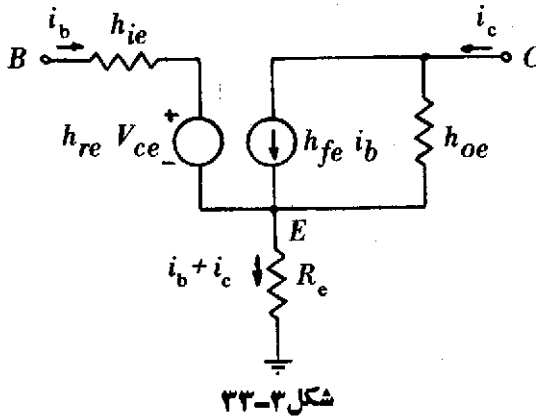 i_b
h_ie
i_c
B
C
+
h_re V_ce
-
h_fe i_b
h_oe
E
i_b + i_c
R_e
شکل ۳-۳۳